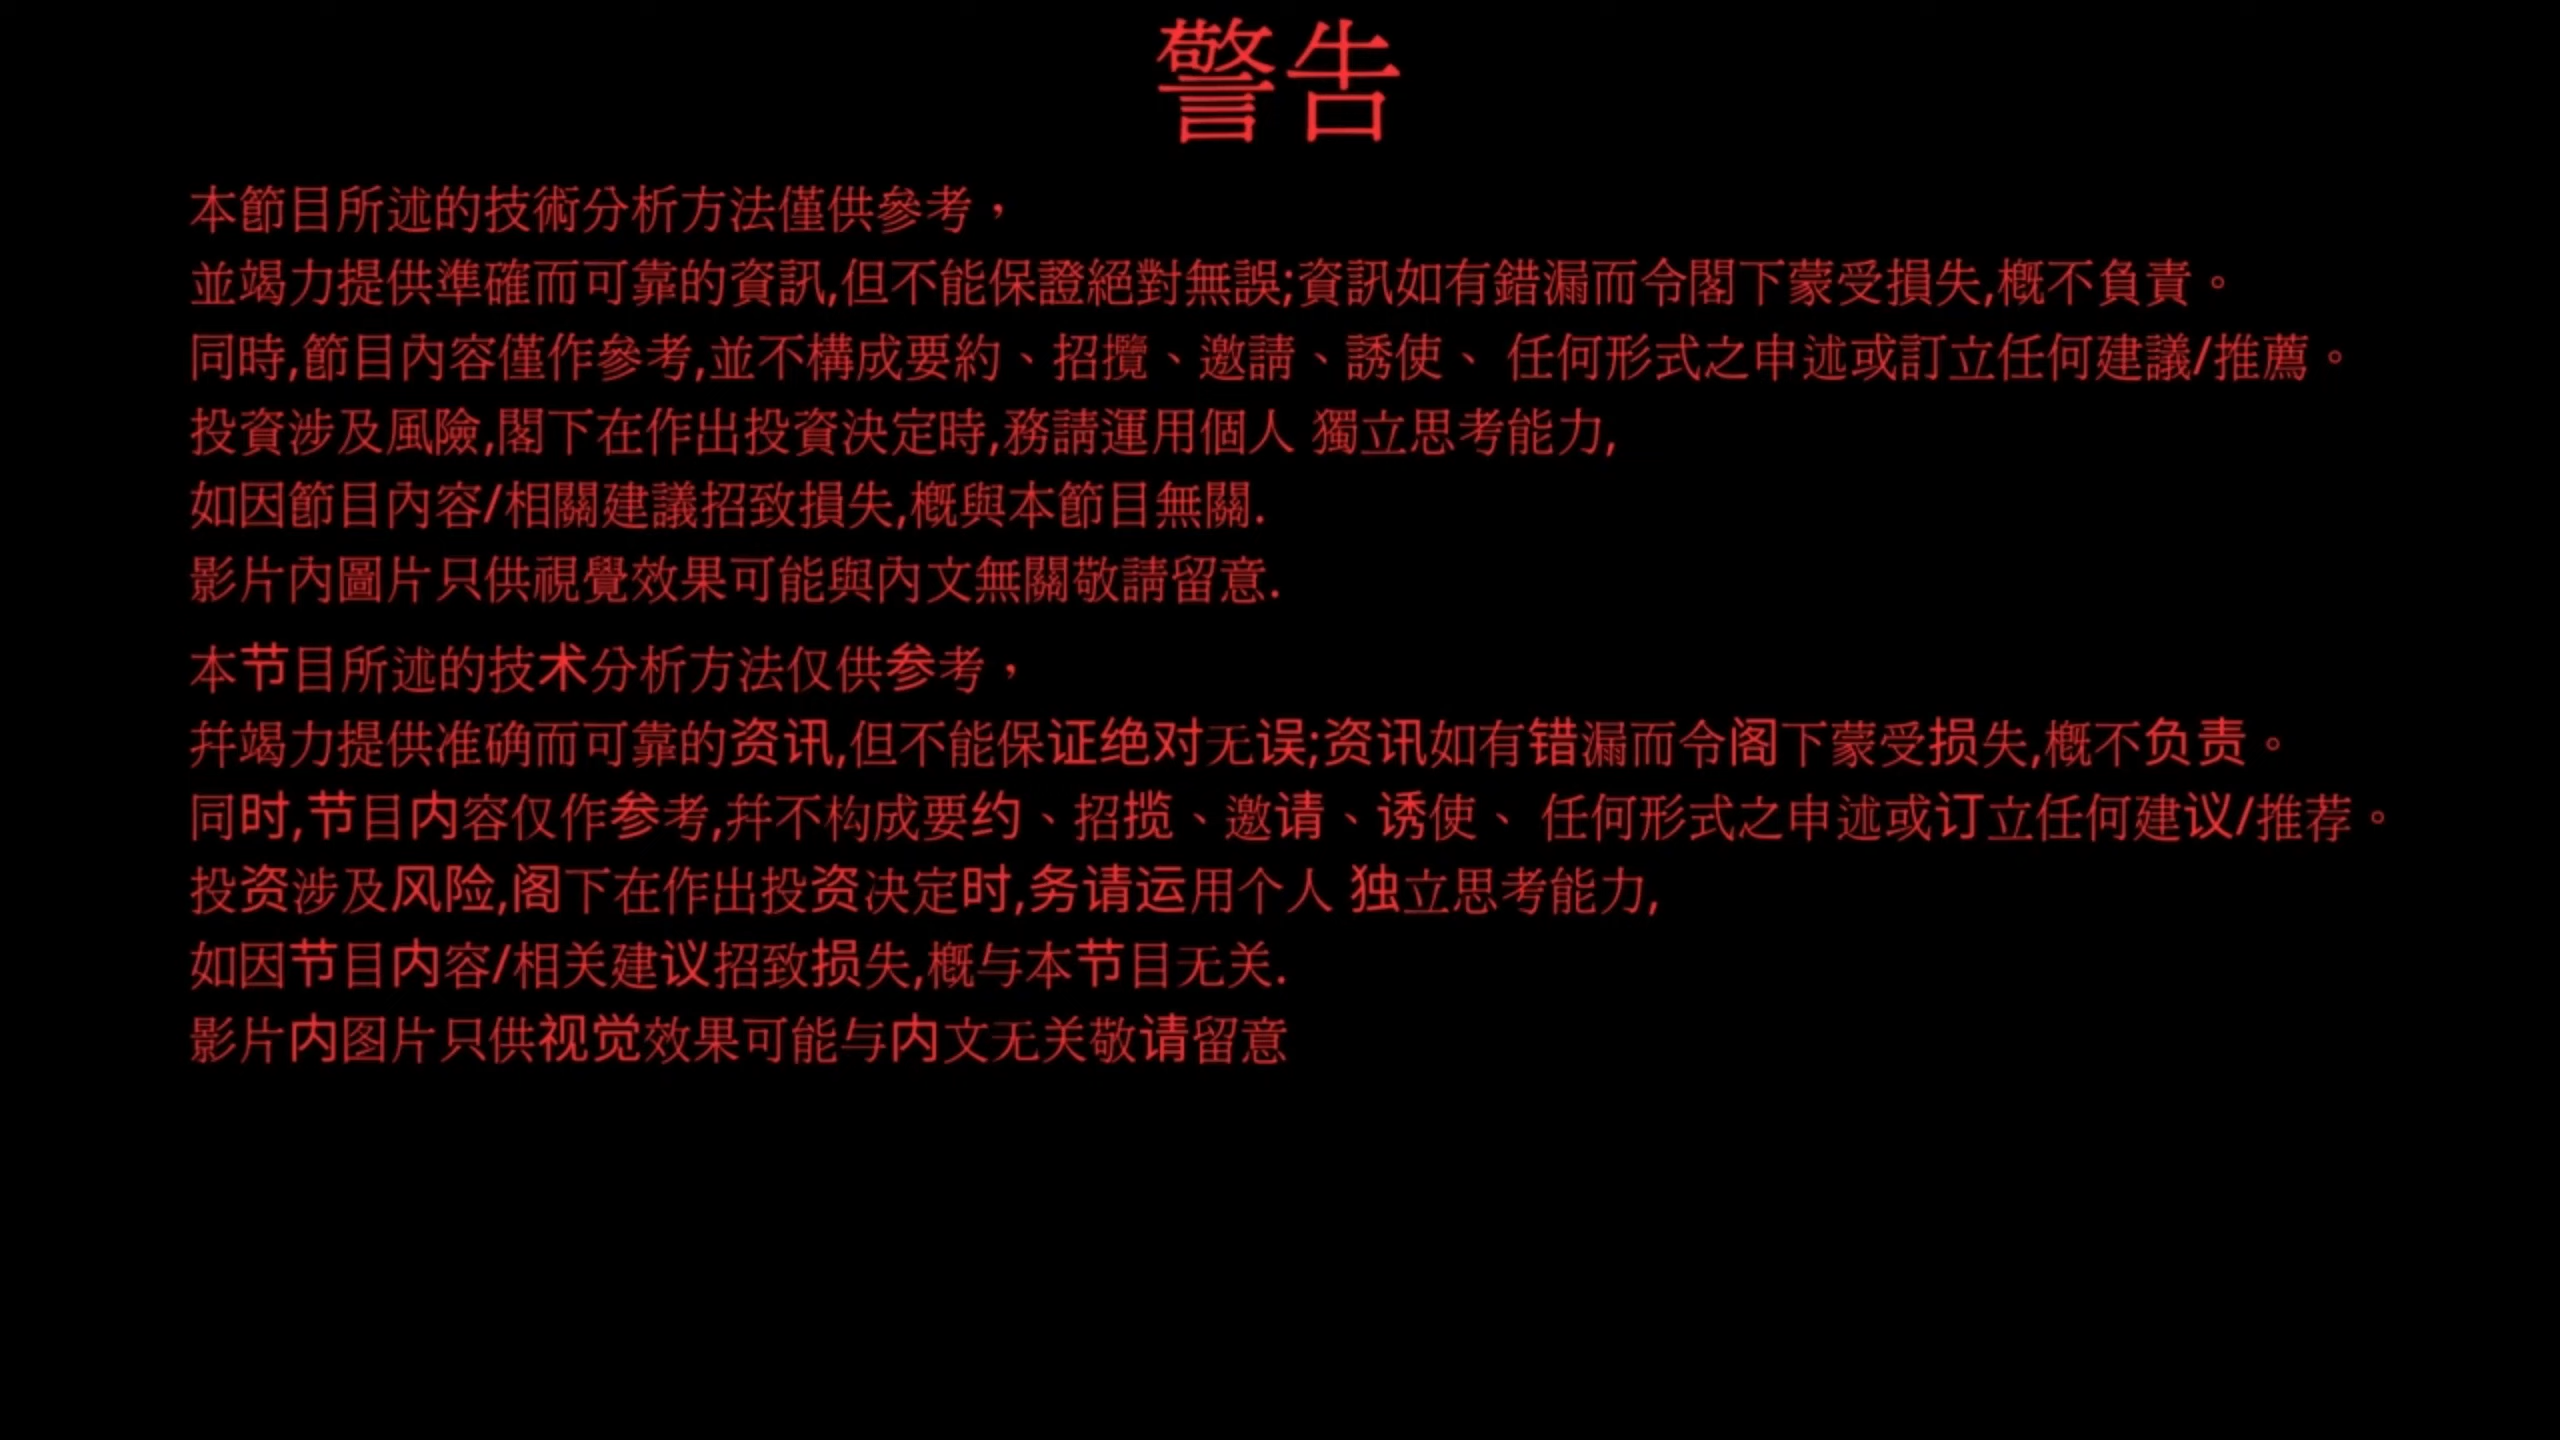 警告
本節目所述的技術分析方法僅供參考，
並竭力提供準確而可靠的資訊,但不能保證絕對無誤;資訊如有錯漏而令閣下蒙受損失,概不負責。
同時,節目內容僅作參考,並不構成要約、招攬、邀請、誘使、 任何形式之申述或訂立任何建議/推薦。
投資涉及風險,閣下在作出投資決定時,務請運用個人 獨立思考能力,
如因節目內容/相關建議招致損失,概與本節目無關.
影片內圖片只供視覺效果可能與內文無關敬請留意.
本节目所述的技术分析方法仅供参考，
幷竭力提供准确而可靠的资讯,但不能保证绝对无误;资讯如有错漏而令阁下蒙受损失,概不负责。
同时,节目内容仅作参考,幷不构成要约、招揽、邀请、诱使、 任何形式之申述或订立任何建议/推荐。
投资涉及风险,阁下在作出投资决定时,务请运用个人 独立思考能力,
如因节目内容/相关建议招致损失,概与本节目无关.
影片内图片只供视觉效果可能与内文无关敬请留意